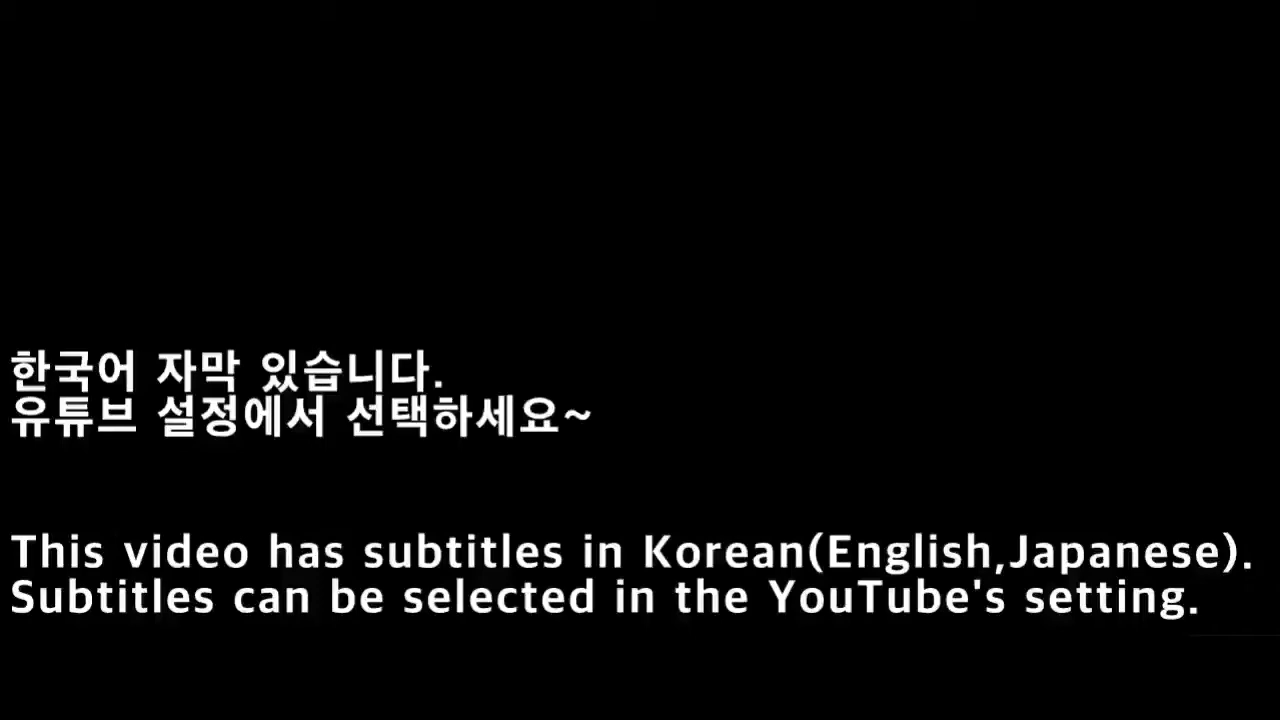 한국어 자막 있습니다.
유튜브 설정에서 선택하세요~
This video has subtitles in Korean(English,Japanese).
Subtitles can be selected in the YouTube's setting.